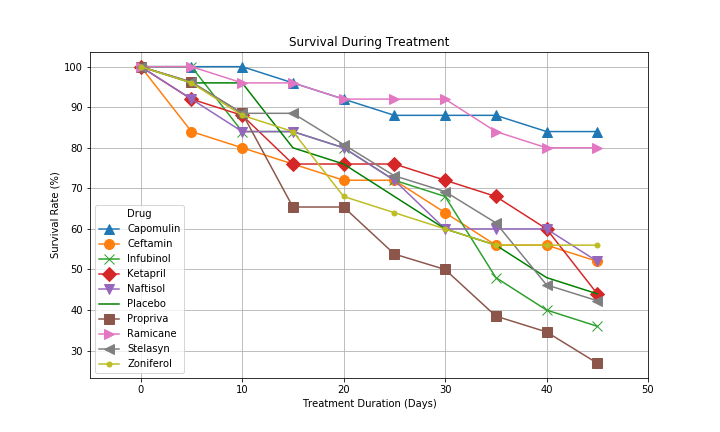 Survival During Treatment
100
90
80
70
60
50
40
30
Survival Rate (%)
Drug
Capomulin
Ceftamin
Infubinol
Ketapril
Naftisol
Placebo
Propriva
Ramicane
Stelasyn
Zoniferol
0
10
20
30
40
50
Treatment Duration (Days)